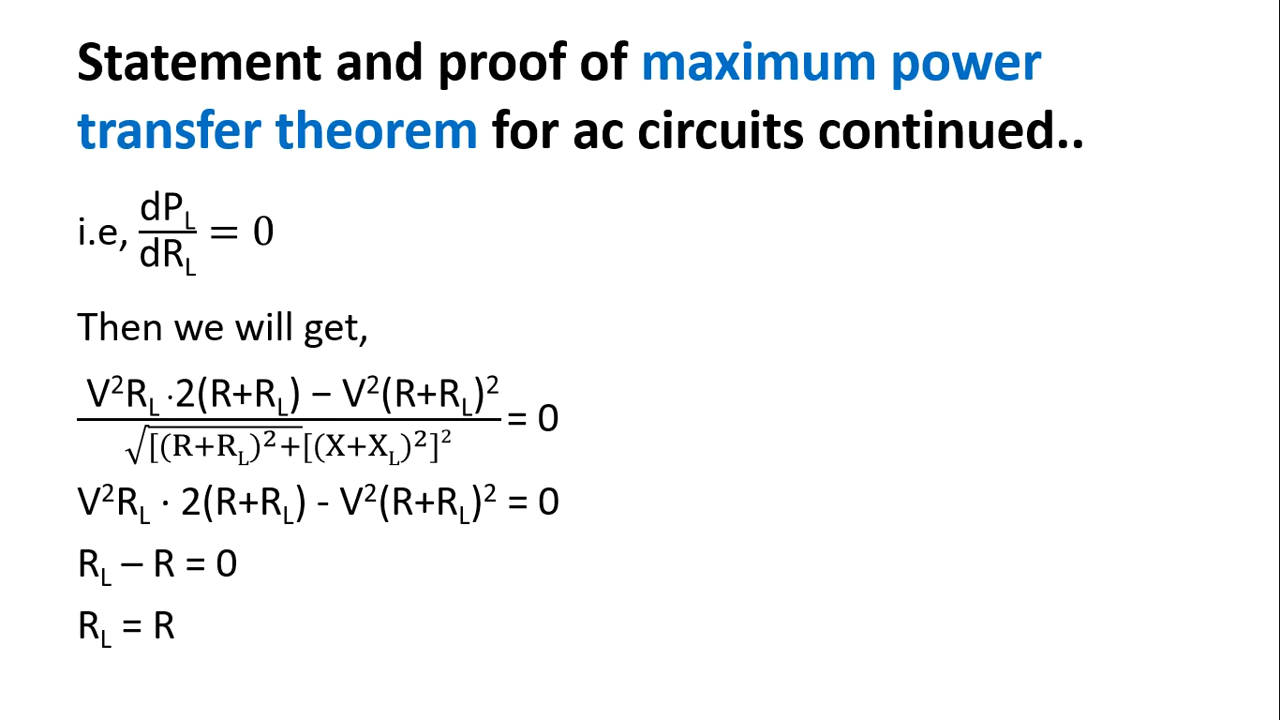 Statement and proof of maximum power
transfer theorem for ac circuits continued..
i.e, dP_L/dR_L = 0
Then we will get,
V²R_L·2(R+R_L) – V²(R+R_L)² / √[(R+R_L)²+[(X+X_L)²]² = 0
V²R_L · 2(R+R_L) - V²(R+R_L)² = 0
R_L – R = 0
R_L = R